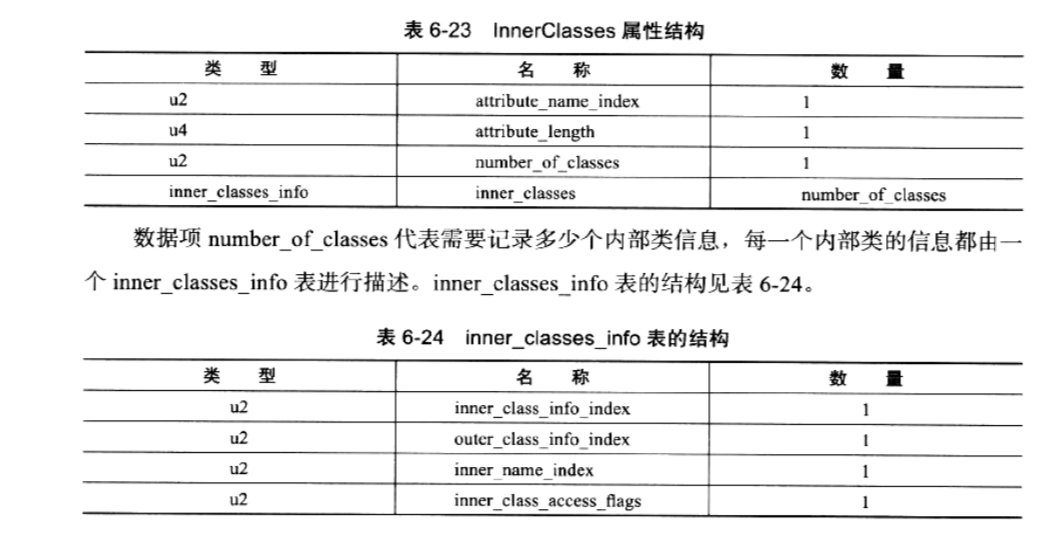 表 6-23 InnerClasses 属性结构
类 型 名 称 数 量
u2 attribute_name_index 1
u4 attribute_length 1
u2 number_of_classes 1
inner_classes_info inner_classes number_of_classes
数据项 number_of_classes 代表需要记录多少个内部类信息，每一个内部类的信息都由一
个 inner_classes_info 表进行描述。inner_classes_info 表的结构见表 6-24。
表 6-24 inner_classes_info 表的结构
类 型 名 称 数 量
u2 inner_class_info_index 1
u2 outer_class_info_index 1
u2 inner_name_index 1
u2 inner_class_access_flags 1